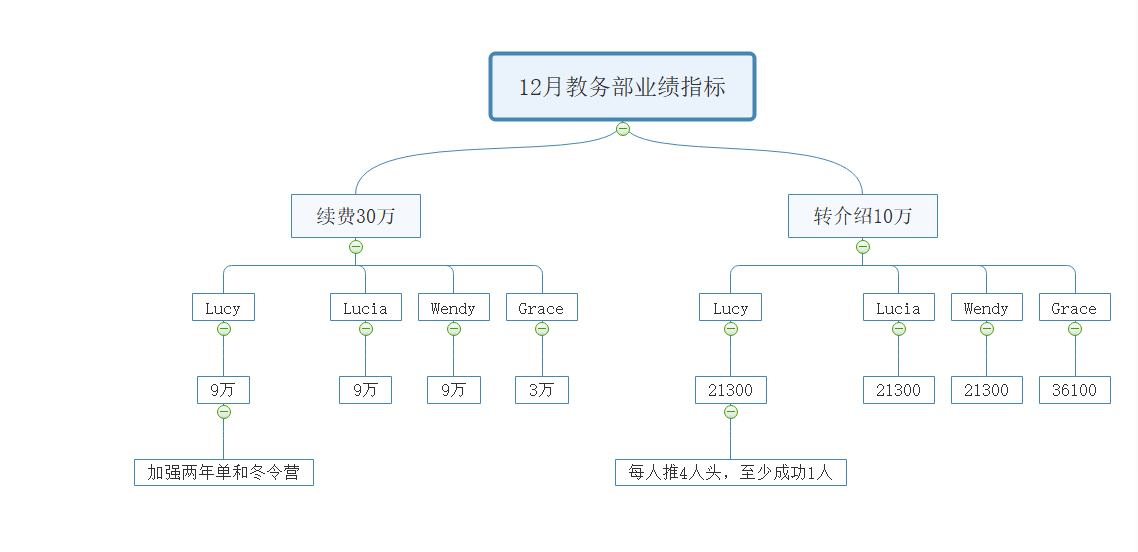 12月教务部业绩指标
续费30万
转介绍10万
Lucy
Lucia
Wendy
Grace
Lucy
Lucia
Wendy
Grace
9万
9万
9万
3万
21300
21300
21300
36100
加强两年单和冬令营
每人推4人头，至少成功1人